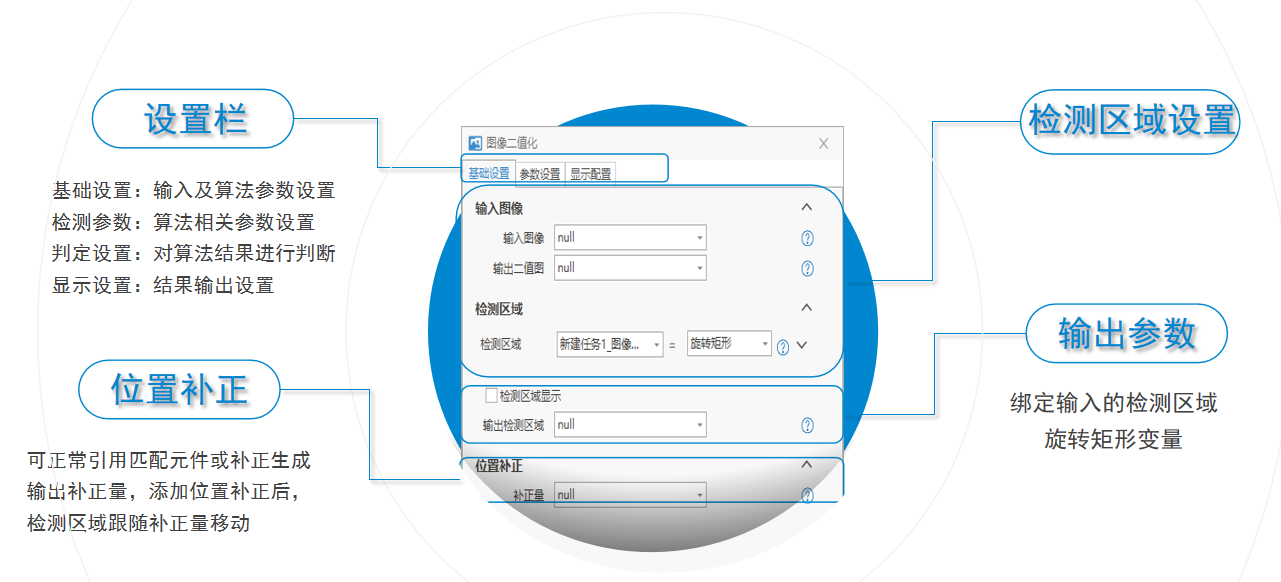 设置栏
基础设置：输入及算法参数设置
检测参数：算法相关参数设置
判定设置：对算法结果进行判断
显示设置：结果输出设置
位置补正
可正常引用匹配元件或补正生成
输出补正量，添加位置补正后，
检测区域跟随补正量移动
图像二值化
基础设置 参数设置 显示配置
输入图像
输入图像 null
输出二值图 null
检测区域
检测区域 新建任务1_图像... = 旋转矩形
检测区域显示
输出检测区域 null
位置补正
补正量 null
检测区域设置
输出参数
绑定输入的检测区域
旋转矩形变量